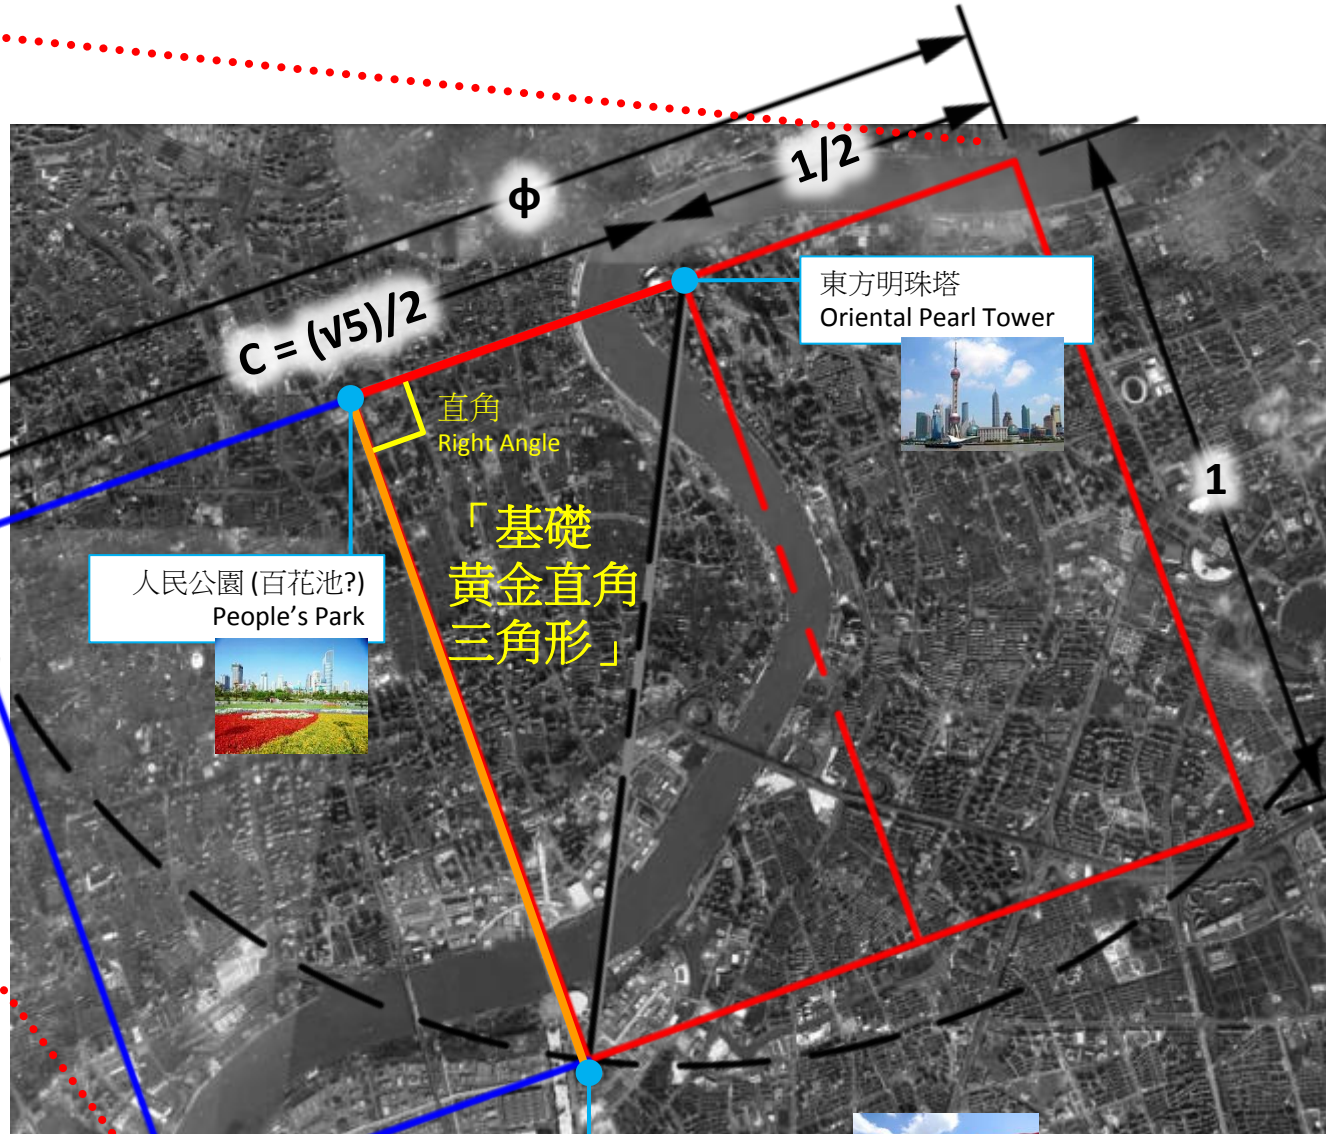 φ
1/2
C = (√5)/2
東方明珠塔
Oriental Pearl Tower
直角
Right Angle
1
「基礎
黃金直角
三角形」
人民公園 (百花池?)
People's Park